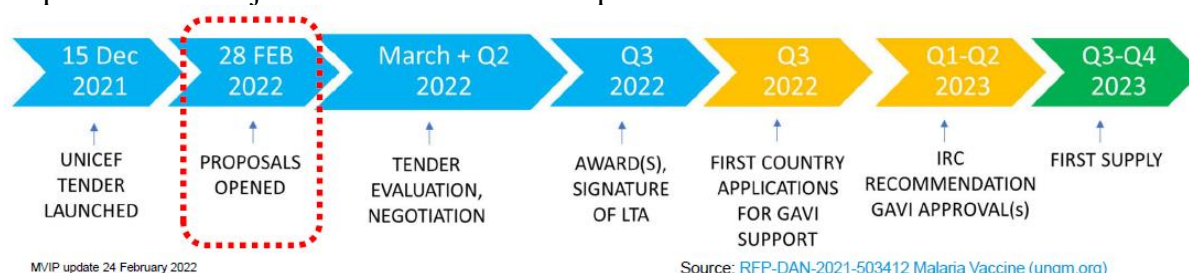 15 Dec
2021
28 FEB
2022
March + Q2
2022
Q3
2022
Q3
2022
Q1-Q2
2023
Q3-Q4
2023
UNICEF
TENDER
LAUNCHED
PROPOSALS
OPENED
TENDER
EVALUATION,
NEGOTIATION
AWARD(S),
SIGNATURE
OF LTA
FIRST COUNTRY
APPLICATIONS
FOR GAVI
SUPPORT
IRC
RECOMMENDATION
GAVI APPROVAL(s)
FIRST SUPPLY
MVIP update 24 February 2022
Source: RFP-DAN-2021-503412 Malaria Vaccine (ungm.org)